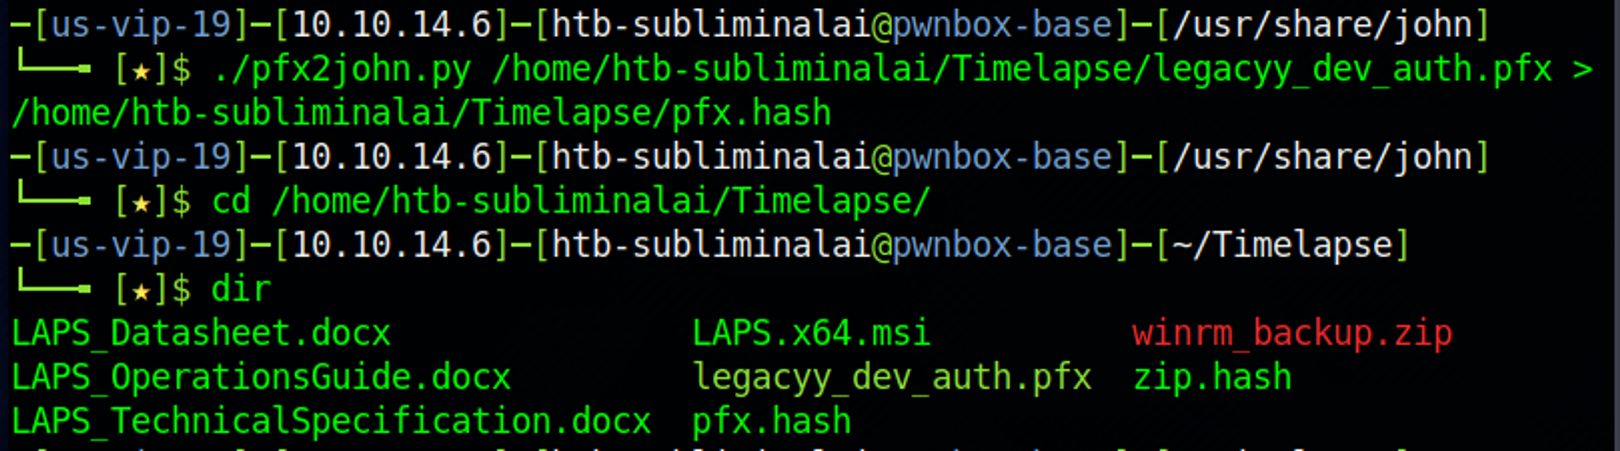 ─[us-vip-19]─[10.10.14.6]─[htb-subliminalai@pwnbox-base]─[/usr/share/john]
└──╼ [★]$ ./pfx2john.py /home/htb-subliminalai/Timelapse/legacyy_dev_auth.pfx >
/home/htb-subliminalai/Timelapse/pfx.hash
─[us-vip-19]─[10.10.14.6]─[htb-subliminalai@pwnbox-base]─[/usr/share/john]
└──╼ [★]$ cd /home/htb-subliminalai/Timelapse/
─[us-vip-19]─[10.10.14.6]─[htb-subliminalai@pwnbox-base]─[~/Timelapse]
└──╼ [★]$ dir
LAPS_Datasheet.docx LAPS.x64.msi winrm_backup.zip
LAPS_OperationsGuide.docx legacyy_dev_auth.pfx zip.hash
LAPS_TechnicalSpecification.docx pfx.hash